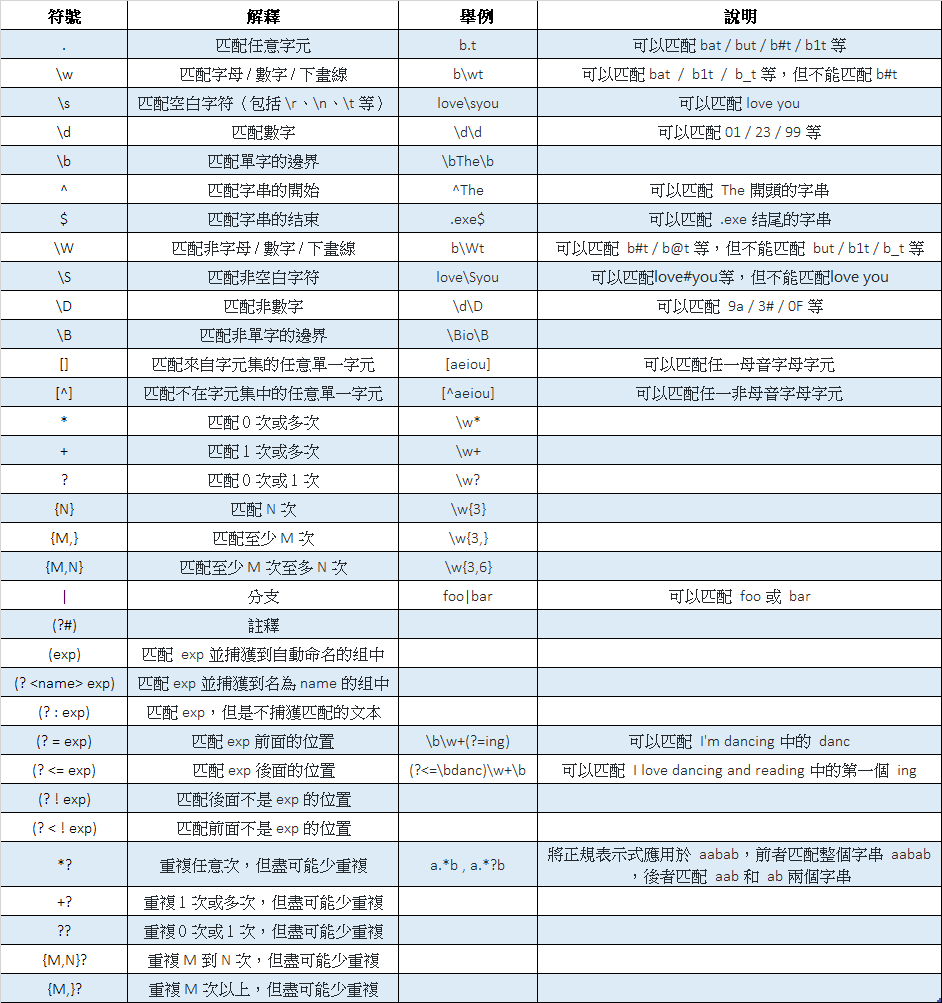 符號 解釋 舉例 說明
. 匹配任意字元 b.t 可以匹配 bat / but / b#t / b1t 等
\w 匹配字母 / 數字 / 下畫線 b\wt 可以匹配 bat / b1t / b_t 等，但不能匹配 b#t
\s 匹配空白字符（包括 \r、\n、\t 等） love\syou 可以匹配 love you
\d 匹配數字 \d\d 可以匹配 01 / 23 / 99 等
\b 匹配單字的邊界 \bThe\b
^ 匹配字串的開始 ^The 可以匹配 The 開頭的字串
$ 匹配字串的结束 .exe$ 可以匹配 .exe 结尾的字串
\W 匹配非字母 / 數字 / 下畫線 b\Wt 可以匹配 b#t / b@t 等，但不能匹配 but / b1t / b_t 等
\S 匹配非空白字符 love\Syou 可以匹配love#you等，但不能匹配love you
\D 匹配非數字 \d\D 可以匹配 9a / 3# / 0F 等
\B 匹配非單字的邊界 \Bio\B
[] 匹配來自字元集的任意單一字元 [aeiou] 可以匹配任一母音字母字元
[^] 匹配不在字元集中的任意單一字元 [^aeiou] 可以匹配任一非母音字母字元
* 匹配 0 次或多次 \w*
+ 匹配 1 次或多次 \w+
? 匹配 0 次或 1 次 \w?
{N} 匹配 N 次 \w{3}
{M,} 匹配至少 M 次 \w{3,}
{M,N} 匹配至少 M 次至多 N 次 \w{3,6}
| 分支 foo|bar 可以匹配 foo 或 bar
(?#) 註釋
(exp) 匹配 exp 並捕獲到自動命名的组中
(? <name> exp) 匹配 exp 並捕獲到名為 name 的组中
(? : exp) 匹配 exp，但是不捕獲匹配的文本
(? = exp) 匹配 exp 前面的位置 \b\w+(?=ing) 可以匹配 I'm dancing 中的 danc
(? <= exp) 匹配 exp 後面的位置 (?<=\bdanc)\w+\b 可以匹配 I love dancing and reading 中的第一個 ing
(? ! exp) 匹配後面不是 exp 的位置
(? < ! exp) 匹配前面不是 exp 的位置
*? 重複任意次，但盡可能少重複 a.*b , a.*?b 將正規表示式應用於 aabab，前者匹配整個字串 aabab
，後者匹配 aab 和 ab 兩個字串
+? 重複 1 次或多次，但盡可能少重複
?? 重複 0 次或 1 次，但盡可能少重複
{M,N}? 重複 M 到 N 次，但盡可能少重複
{M,}? 重複 M 次以上，但盡可能少重複